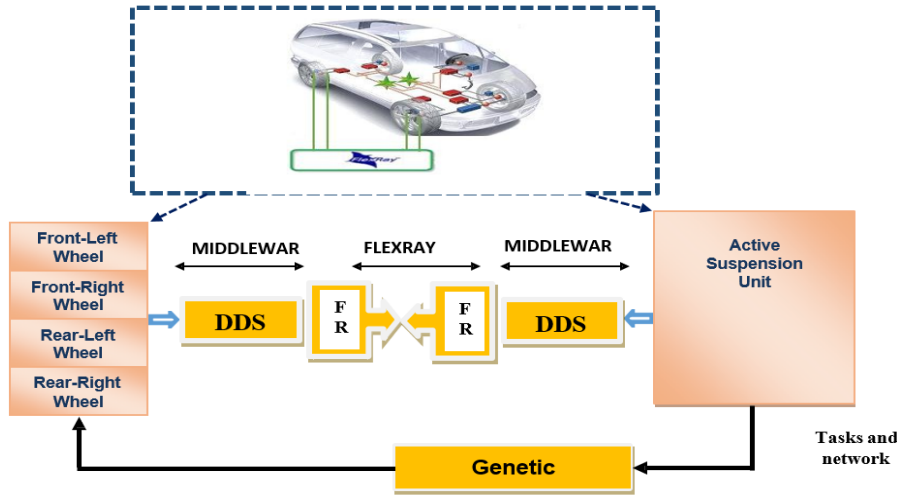 FlexRay
Front-Left
Wheel
Front-Right
Wheel
Rear-Left
Wheel
Rear-Right
Wheel
MIDDLEWAR
FLEXRAY
MIDDLEWAR
DDS
F
R
F
R
DDS
Active
Suspension
Unit
Genetic
Tasks and
network